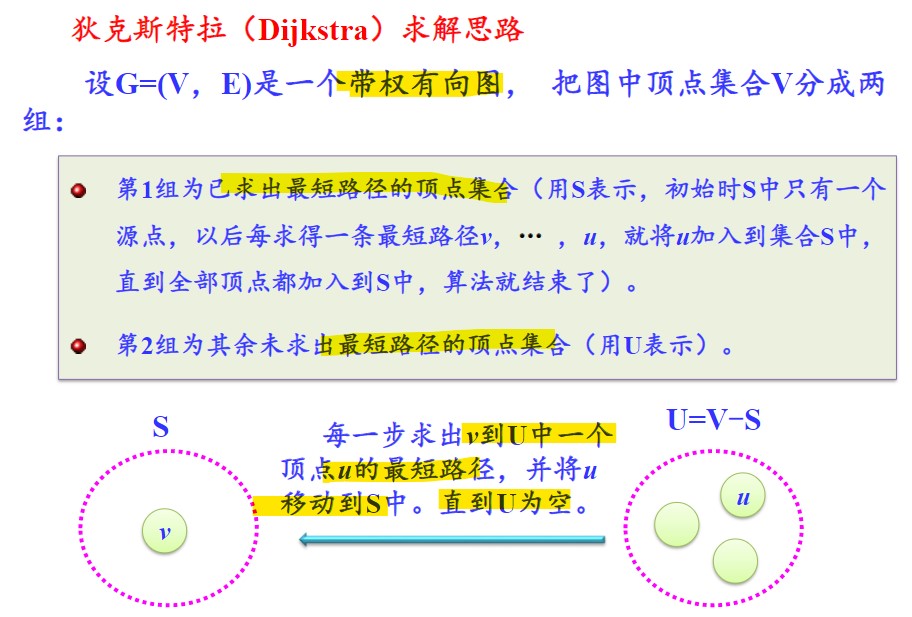 狄克斯特拉（Dijkstra）求解思路
设G=(V，E)是一个带权有向图， 把图中顶点集合V分成两
组：
第1组为已求出最短路径的顶点集合（用S表示，初始时S中只有一个
源点，以后每求得一条最短路径v，… ，u，就将u加入到集合S中，
直到全部顶点都加入到S中，算法就结束了）。
第2组为其余未求出最短路径的顶点集合（用U表示）。
S
U=V−S
每一步求出v到U中一个
顶点u的最短路径，并将u
移动到S中。直到U为空。
v
u